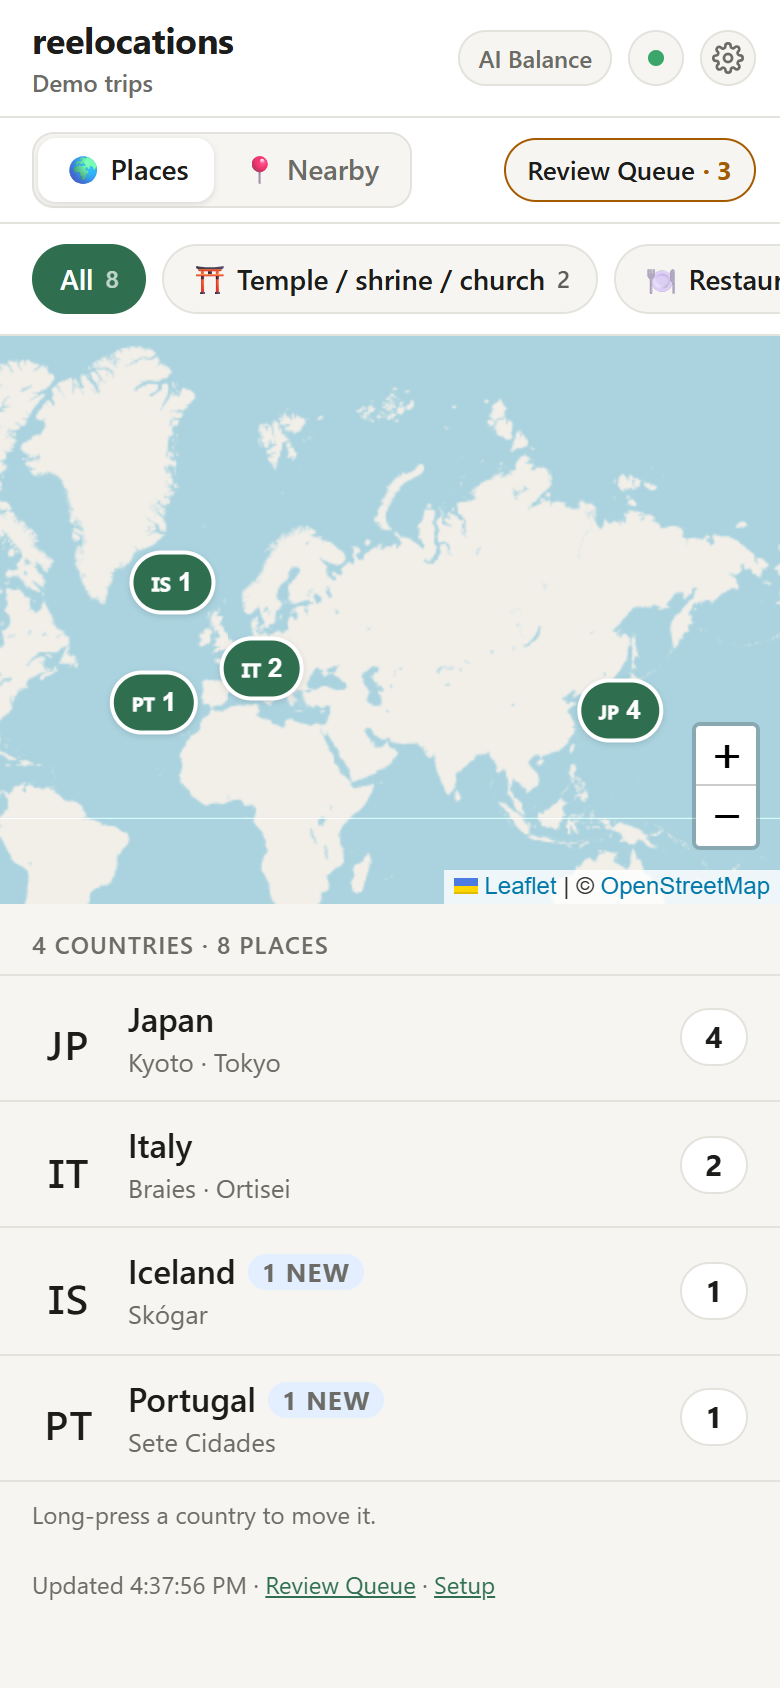 reelocations
Demo trips
AI Balance
Places
Nearby
Review Queue · 3
All 8
Temple / shrine / church 2
IS 1
IT 2
PT 1
JP 4
+
−
Leaflet | © OpenStreetMap
4 COUNTRIES · 8 PLACES
JP
Japan
Kyoto · Tokyo
4
IT
Italy
Braies · Ortisei
2
IS
Iceland 1 NEW
Skógar
1
PT
Portugal 1 NEW
Sete Cidades
1
Long-press a country to move it.
Updated 4:37:56 PM · Review Queue · Setup